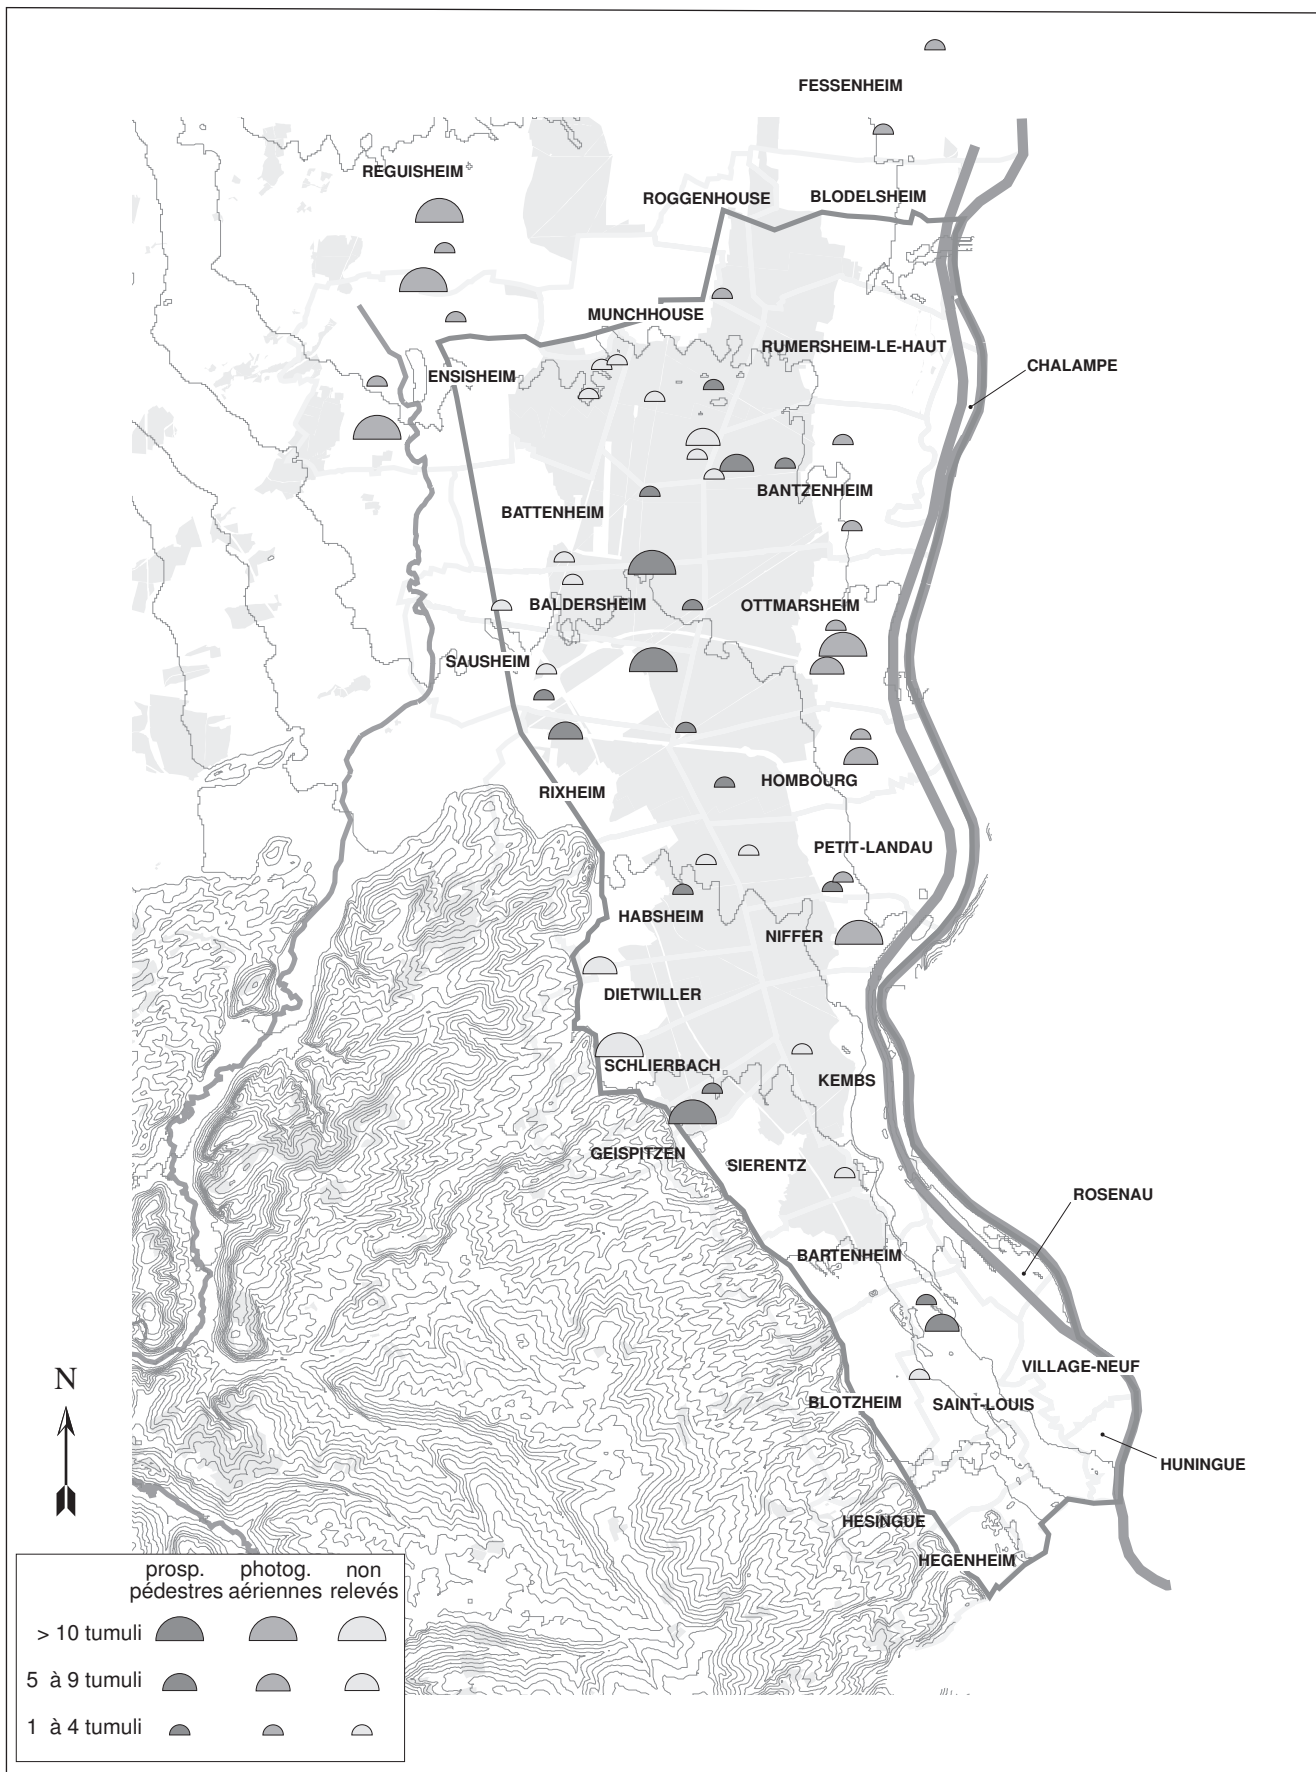 FESSENHEIM
REGUISHEIM
ROGGENHOUSE
BLODELSHEIM
MUNCHHOUSE
RUMERSHEIM-LE-HAUT
CHALAMPE
ENSISHEIM
BANTZENHEIM
BATTENHEIM
BALDERSHEIM
OTTMARSHEIM
SAUSHEIM
HOMBOURG
RIXHEIM
PETIT-LANDAU
HABSHEIM
NIFFER
DIETWILLER
SCHLIERBACH
KEMBS
GEISPITZEN
SIERENTZ
ROSENAU
BARTENHEIM
VILLAGE-NEUF
BLOTZHEIM
SAINT-LOUIS
HUNINGUE
HESINGUE
HEGENHEIM
N
prosp. pédestres
photog. aériennes
non relevés
> 10 tumuli
5 à 9 tumuli
1 à 4 tumuli